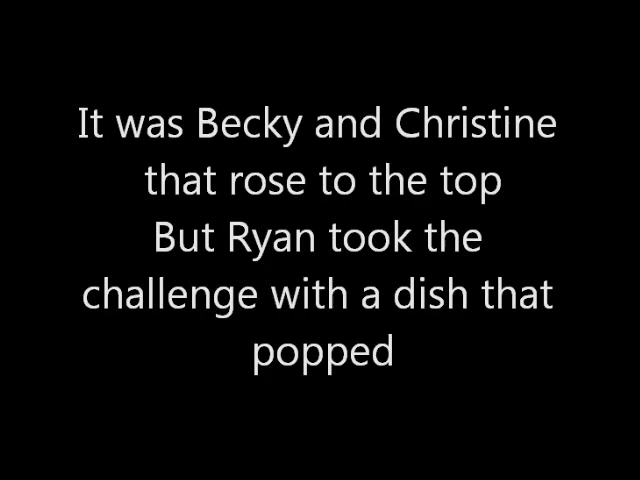 It was Becky and Christine
that rose to the top
But Ryan took the
challenge with a dish that
popped